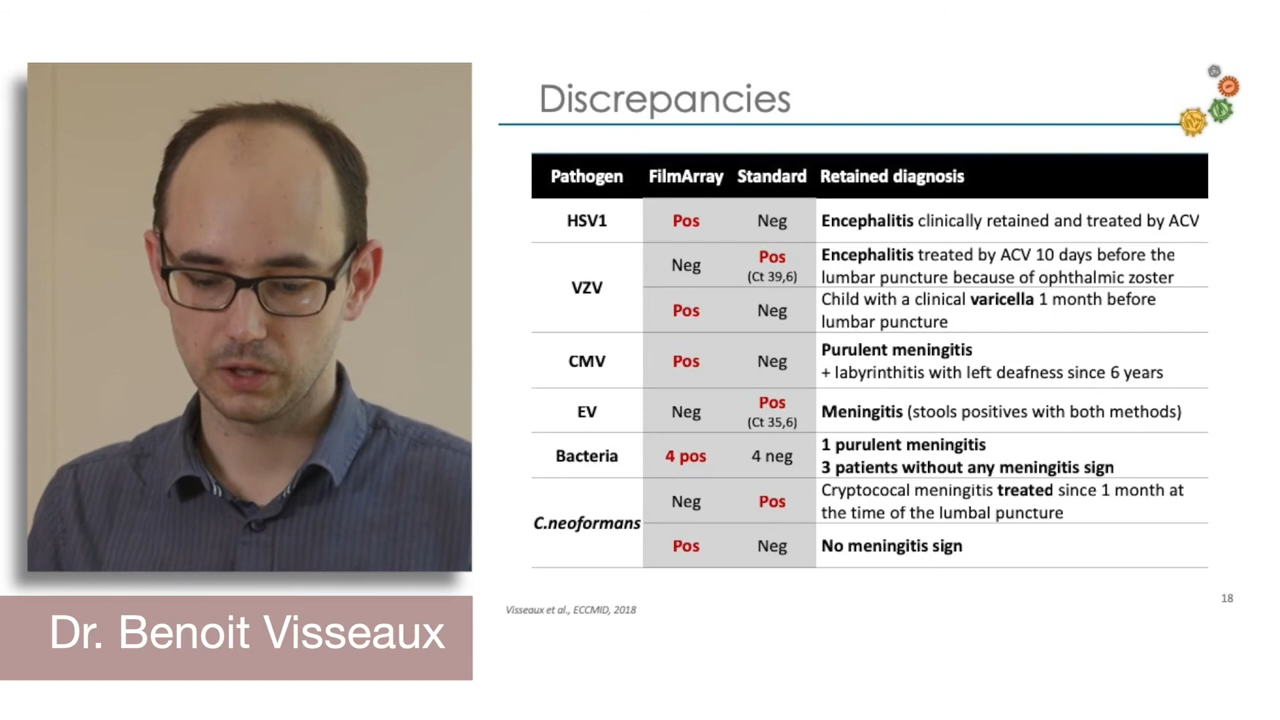 Discrepancies
Pathogen FilmArray Standard Retained diagnosis
HSV1 Pos Neg Encephalitis clinically retained and treated by ACV
VZV
Neg Pos (Ct 39,6) Encephalitis treated by ACV 10 days before the
lumbar puncture because of ophthalmic zoster
Pos Neg Child with a clinical varicella 1 month before
lumbar puncture
CMV Pos Neg Purulent meningitis
+ labyrinthitis with left deafness since 6 years
EV Neg Pos (Ct 35,6) Meningitis (stools positives with both methods)
Bacteria 4 pos 4 neg 1 purulent meningitis
3 patients without any meningitis sign
C.neoformans
Neg Pos Cryptococal meningitis treated since 1 month at
the time of the lumbal puncture
Pos Neg No meningitis sign
Visseaux et al., ECCMID, 2018
18
Dr. Benoit Visseaux